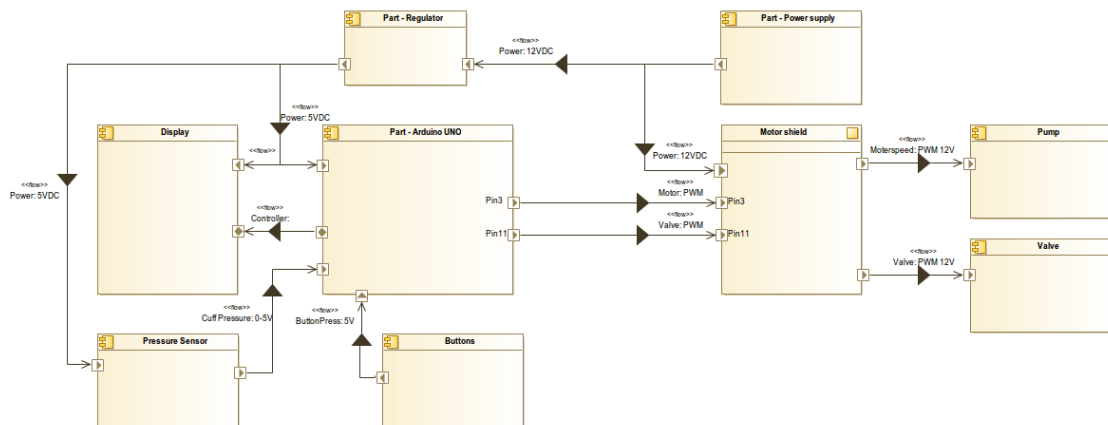 Part - Regulator
Part - Power supply
<<flow>>
Power: 12VDC
<<flow>>
Power: 5VDC
Display
Part - Arduino UNO
Motor shield
Pump
<<flow>>
<<flow>>
Power: 12VDC
<<flow>>
Moterspeed: PWM 12V
<<flow>>
Power: 5VDC
Pin3
<<flow>>
Motor: PWM
Pin3
<<flow>>
Controller:
Pin11
<<flow>>
Valve: PWM
Pin11
Valve
<<flow>>
Valve: PWM 12V
<<flow>>
Cuff Pressure: 0-5V
<<flow>>
ButtonPress: 5V
Pressure Sensor
Buttons